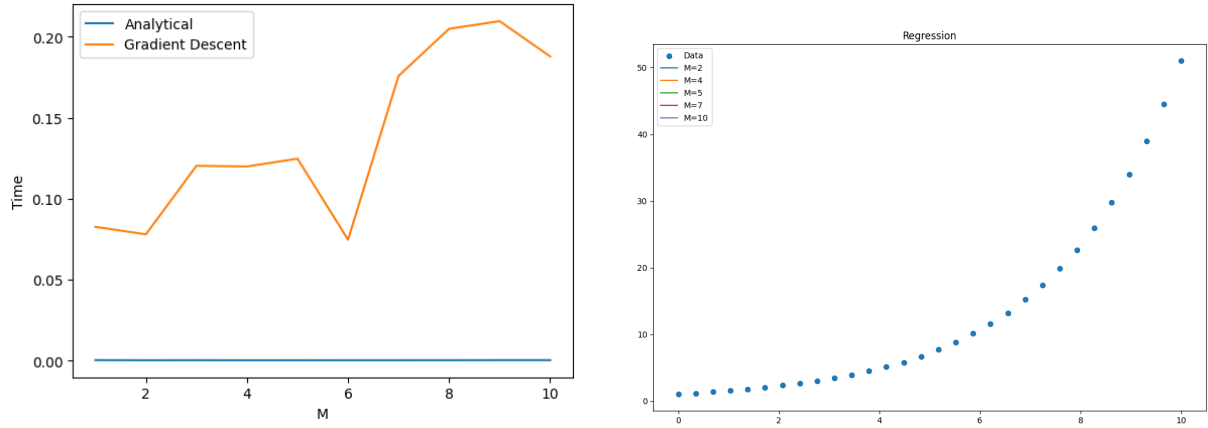 Analytical
Gradient Descent
0.20
0.15
0.10
0.05
0.00
Time
2
4
6
8
10
M
Regression
Data
M=2
M=4
M=5
M=7
M=10
50
40
30
20
10
0
0
2
4
6
8
10